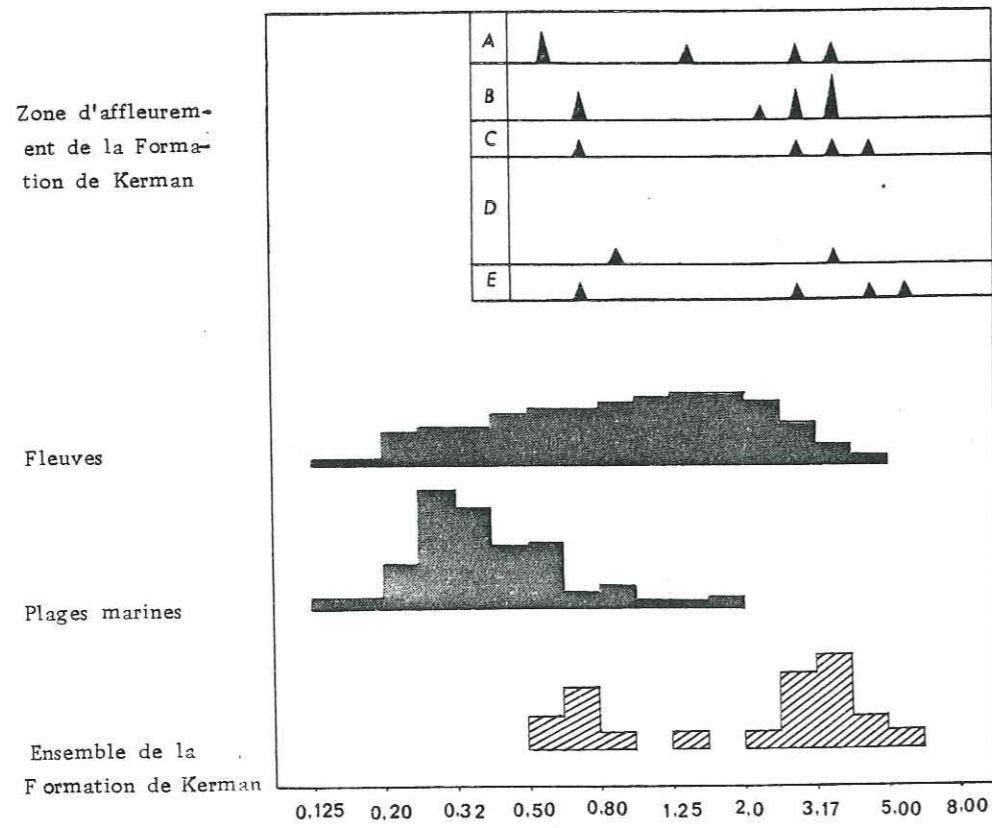 A
B
C
D
E
Zone d'affleurem-
ent de la Forma-
tion de Kerman
Fleuves
Plages marines
Ensemble de la
Formation de Kerman
0,125 0,20 0,32 0,50 0,80 1,25 2,0 3,17 5,00 8,00